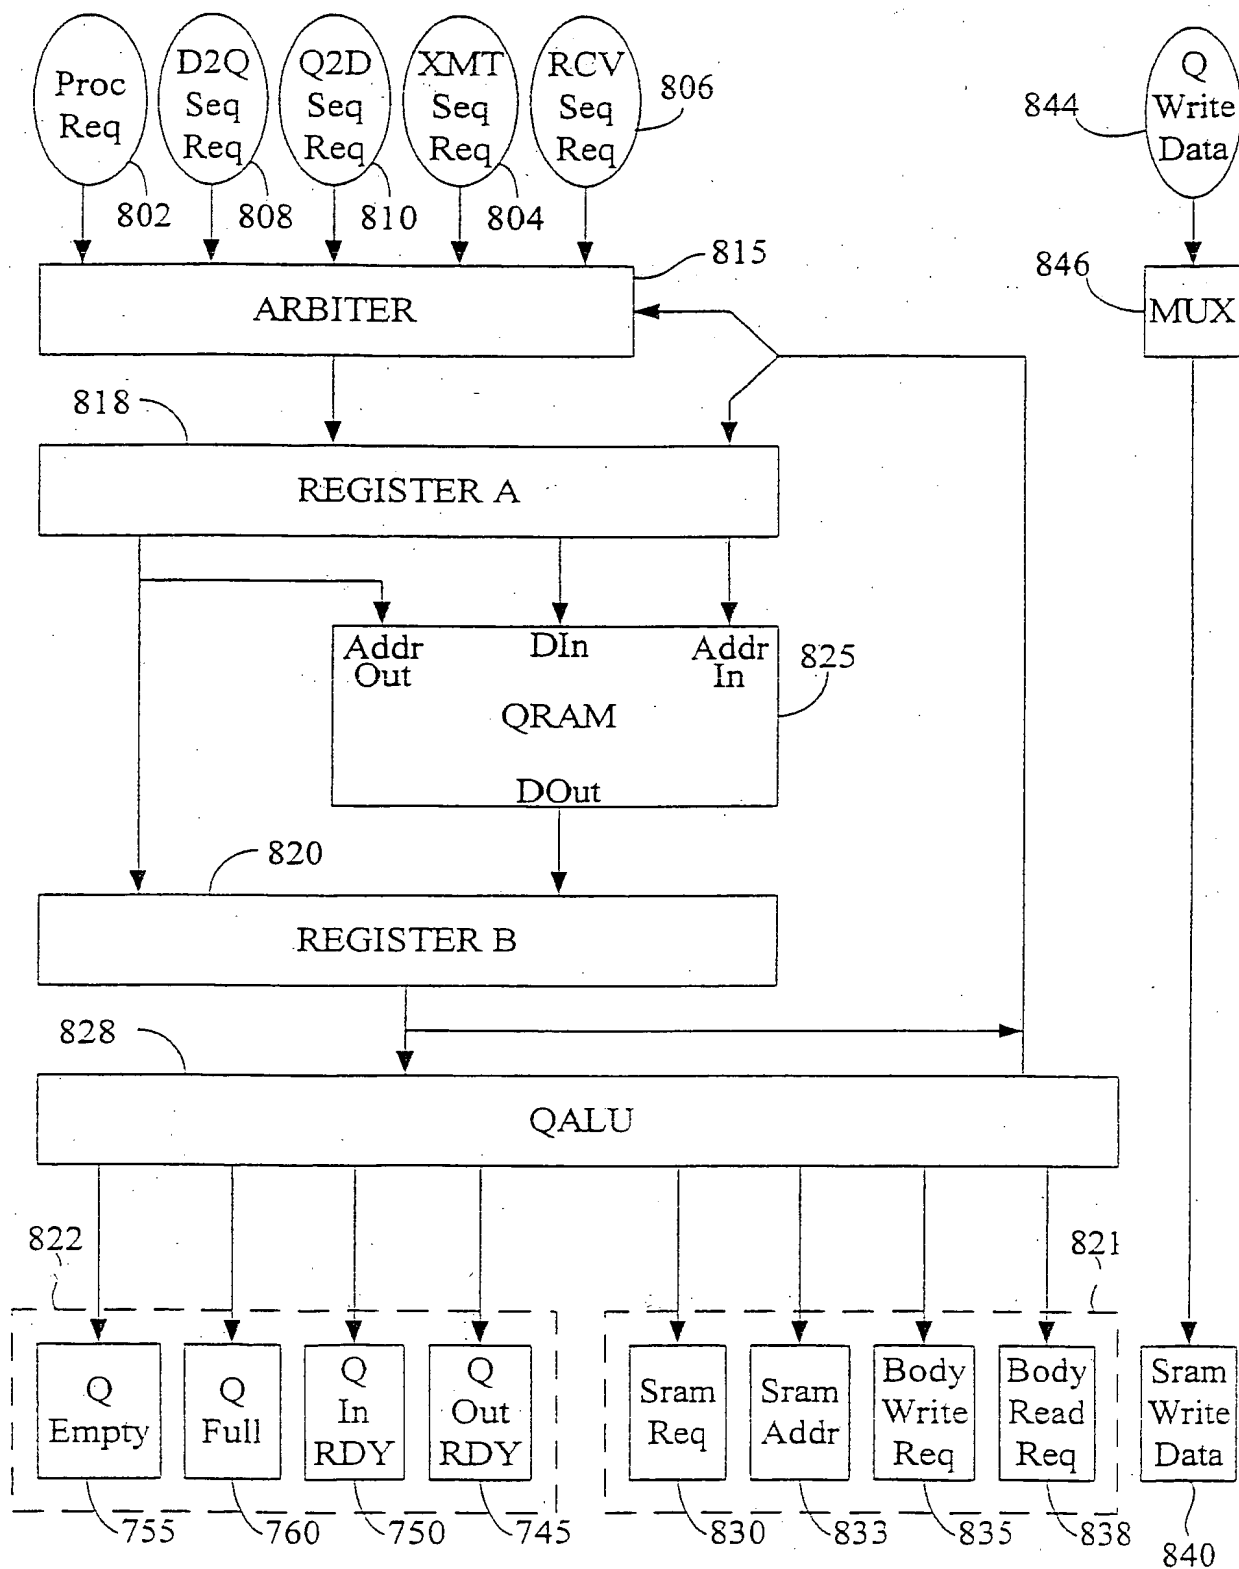 Proc
Req
D2Q
Seq
Req
Q2D
Seq
Req
XMT
Seq
Req
RCV
Seq
Req
Q
Write
Data
802
808
810
804
806
844
815
846
ARBITER
MUX
818
REGISTER A
Addr
Out
DIn
Addr
In
825
QRAM
DOut
820
REGISTER B
828
QALU
822
821
Q
Empty
Q
Full
Q
In
RDY
Q
Out
RDY
Sram
Req
Sram
Addr
Body
Write
Req
Body
Read
Req
Sram
Write
Data
755
760
750
745
830
833
835
838
840